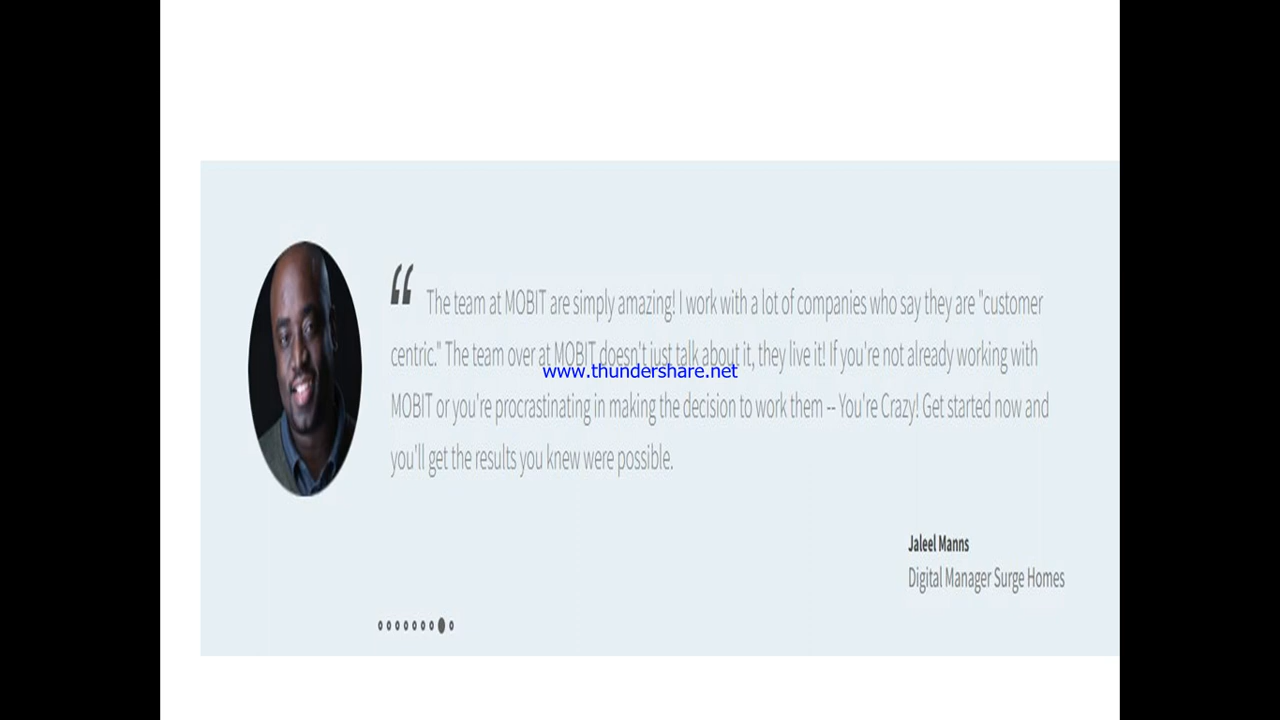 “ The team at MOBIT are simply amazing! I work with a lot of companies who say they are "customer
centric." The team over at MOBIT doesn't just talk about it, they live it! If you're not already working with
www.thundershare.net
MOBIT or you're procrastinating in making the decision to work them -- You're Crazy! Get started now and
you'll get the results you knew were possible.
Jaleel Manns
Digital Manager Surge Homes